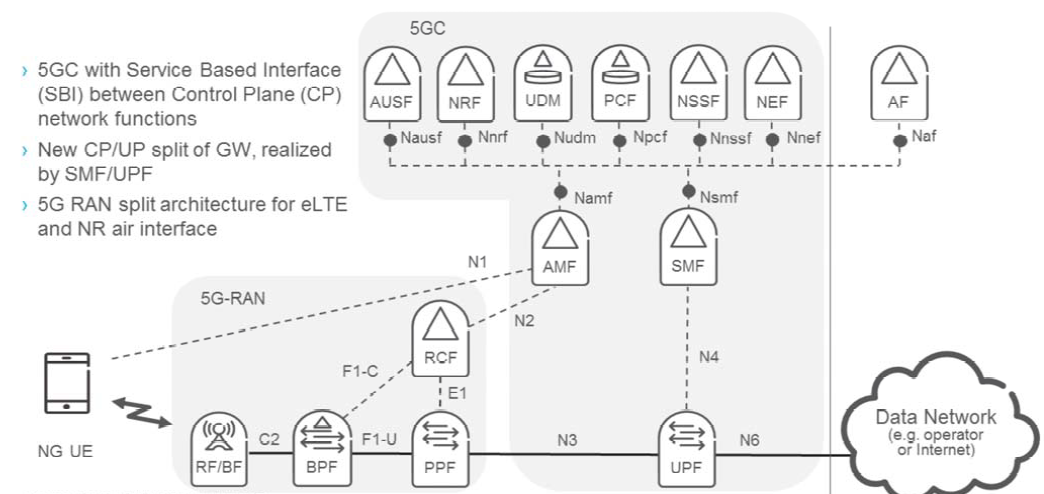 5GC
› 5GC with Service Based Interface
(SBI) between Control Plane (CP)
network functions
› New CP/UP split of GW, realized
by SMF/UPF
› 5G RAN split architecture for eLTE
and NR air interface
AUSF NRF UDM PCF NSSF NEF AF
Nausf Nnrf Nudm Npcf Nnssf Nnef Naf
Namf Nsmf
AMF SMF
N1
N2
5G-RAN
RCF
F1-C
E1
N4
NG UE
RF/BF C2 BPF F1-U PPF N3 UPF N6
Data Network
(e.g. operator
or Internet)